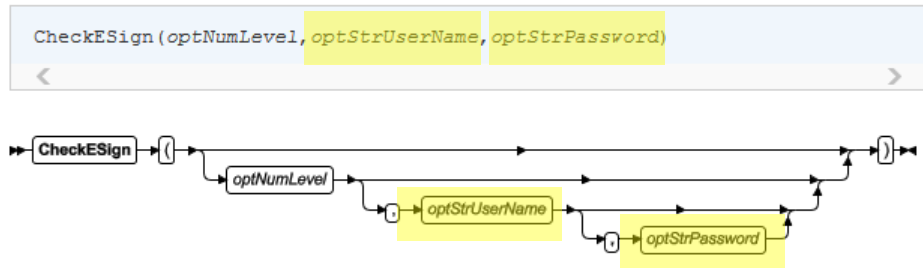 CheckESign(optNumLevel,optStrUserName,optStrPassword)
CheckESign ( )
optNumLevel
, optStrUserName
, optStrPassword